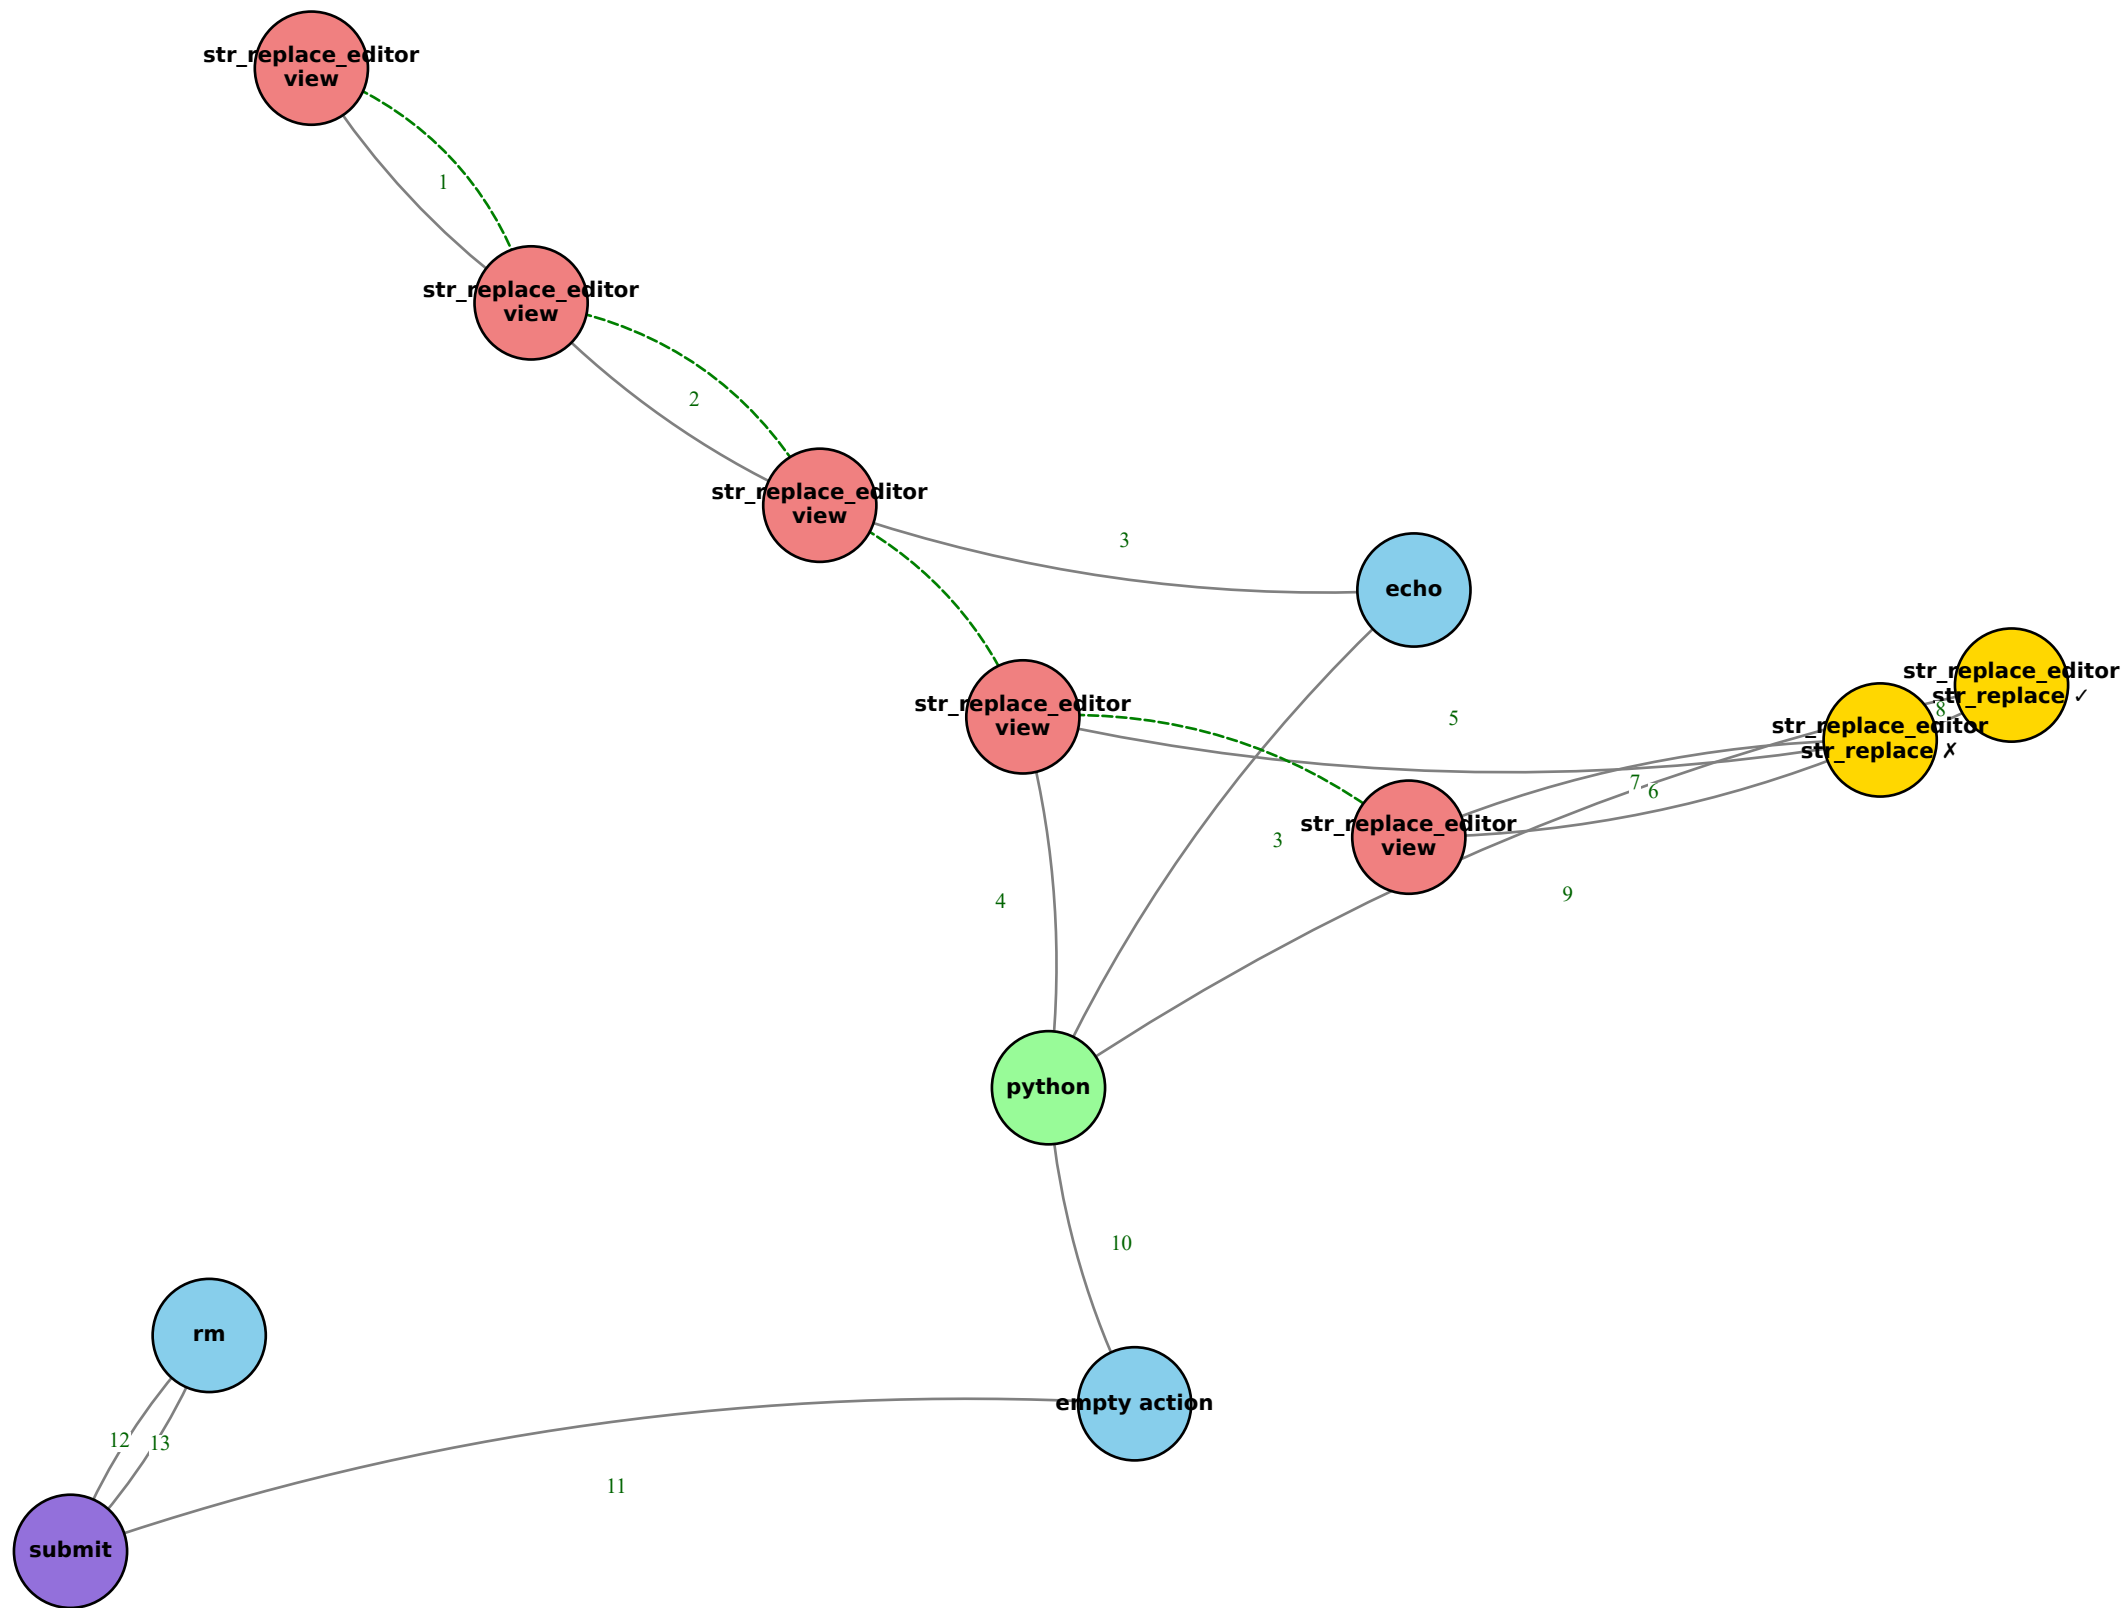 str_replace_editor
view
1
str_replace_editor
view
2
str_replace_editor
view
3
echo
str_replace_editor
str_replace ✓
8
str_replace_editor
view
5
str_replace_editor
str_replace ✗
7
6
3
str_replace_editor
view
4
9
python
10
rm
empty action
12
13
11
submit